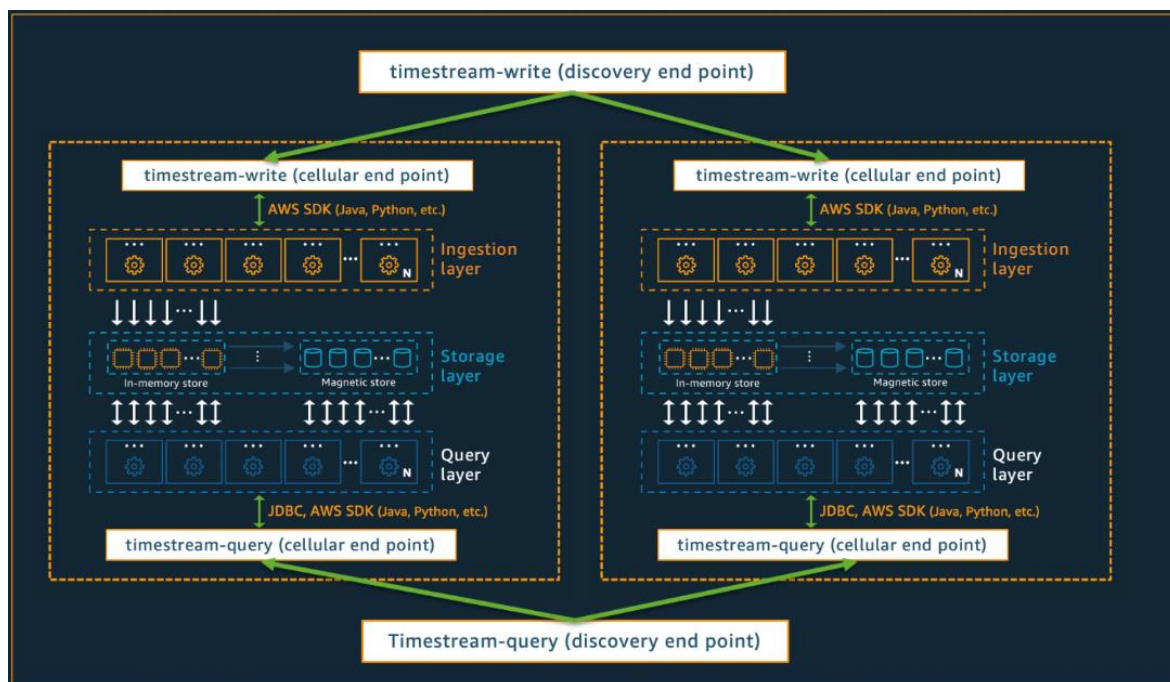 timestream-write (discovery end point)
timestream-write (cellular end point)
AWS SDK (Java, Python, etc.)
Ingestion
layer
N
Storage
layer
In-memory store
Magnetic store
Query
layer
N
JDBC, AWS SDK (Java, Python, etc.)
timestream-query (cellular end point)
timestream-write (cellular end point)
AWS SDK (Java, Python, etc.)
Ingestion
layer
N
Storage
layer
In-memory store
Magnetic store
Query
layer
N
JDBC, AWS SDK (Java, Python, etc.)
timestream-query (cellular end point)
Timestream-query (discovery end point)